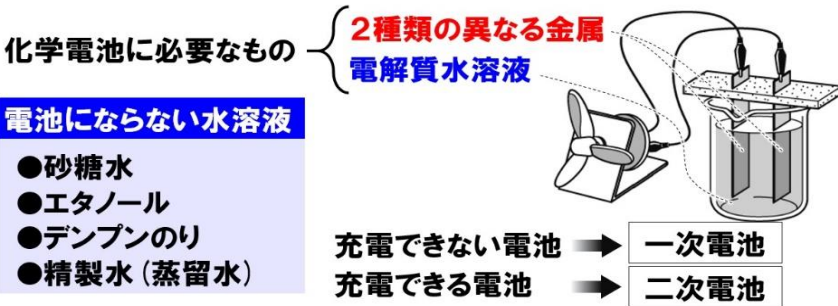 化学電池に必要なもの
２種類の異なる金属
電解質水溶液
電池にならない水溶液
●砂糖水
●エタノール
●デンプンのり
●精製水（蒸留水）
充電できない電池 ➡ 一次電池
充電できる電池 ➡ 二次電池